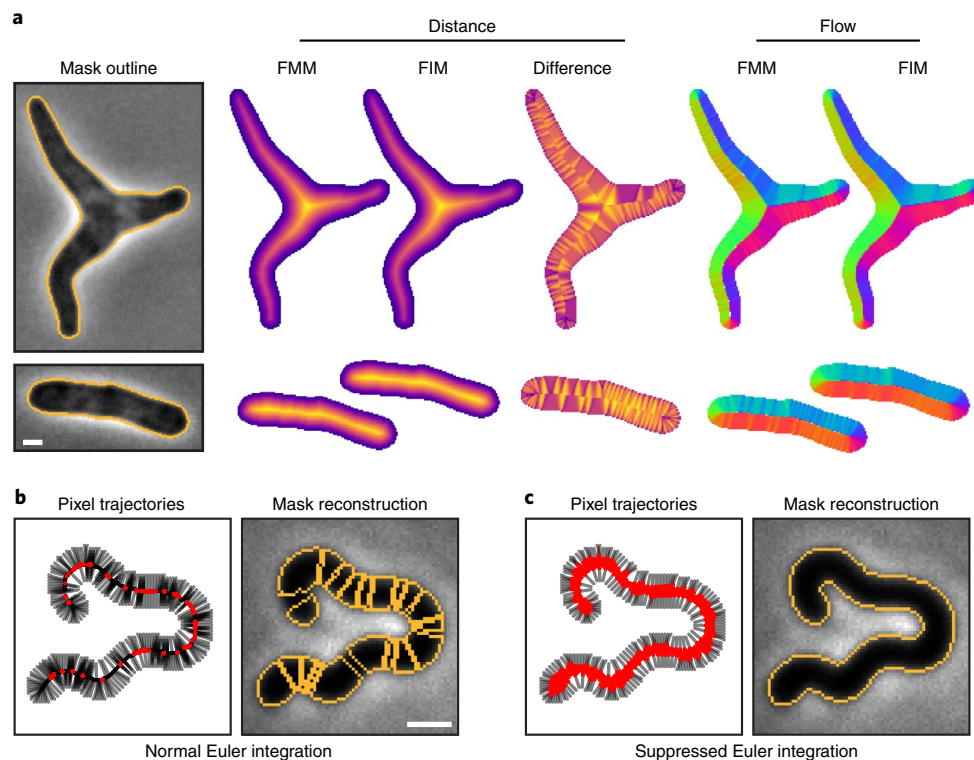 a
Distance
Flow
Mask outline
FMM
FIM
Difference
FMM
FIM
b
Pixel trajectories
Mask reconstruction
c
Pixel trajectories
Mask reconstruction
Normal Euler integration
Suppressed Euler integration